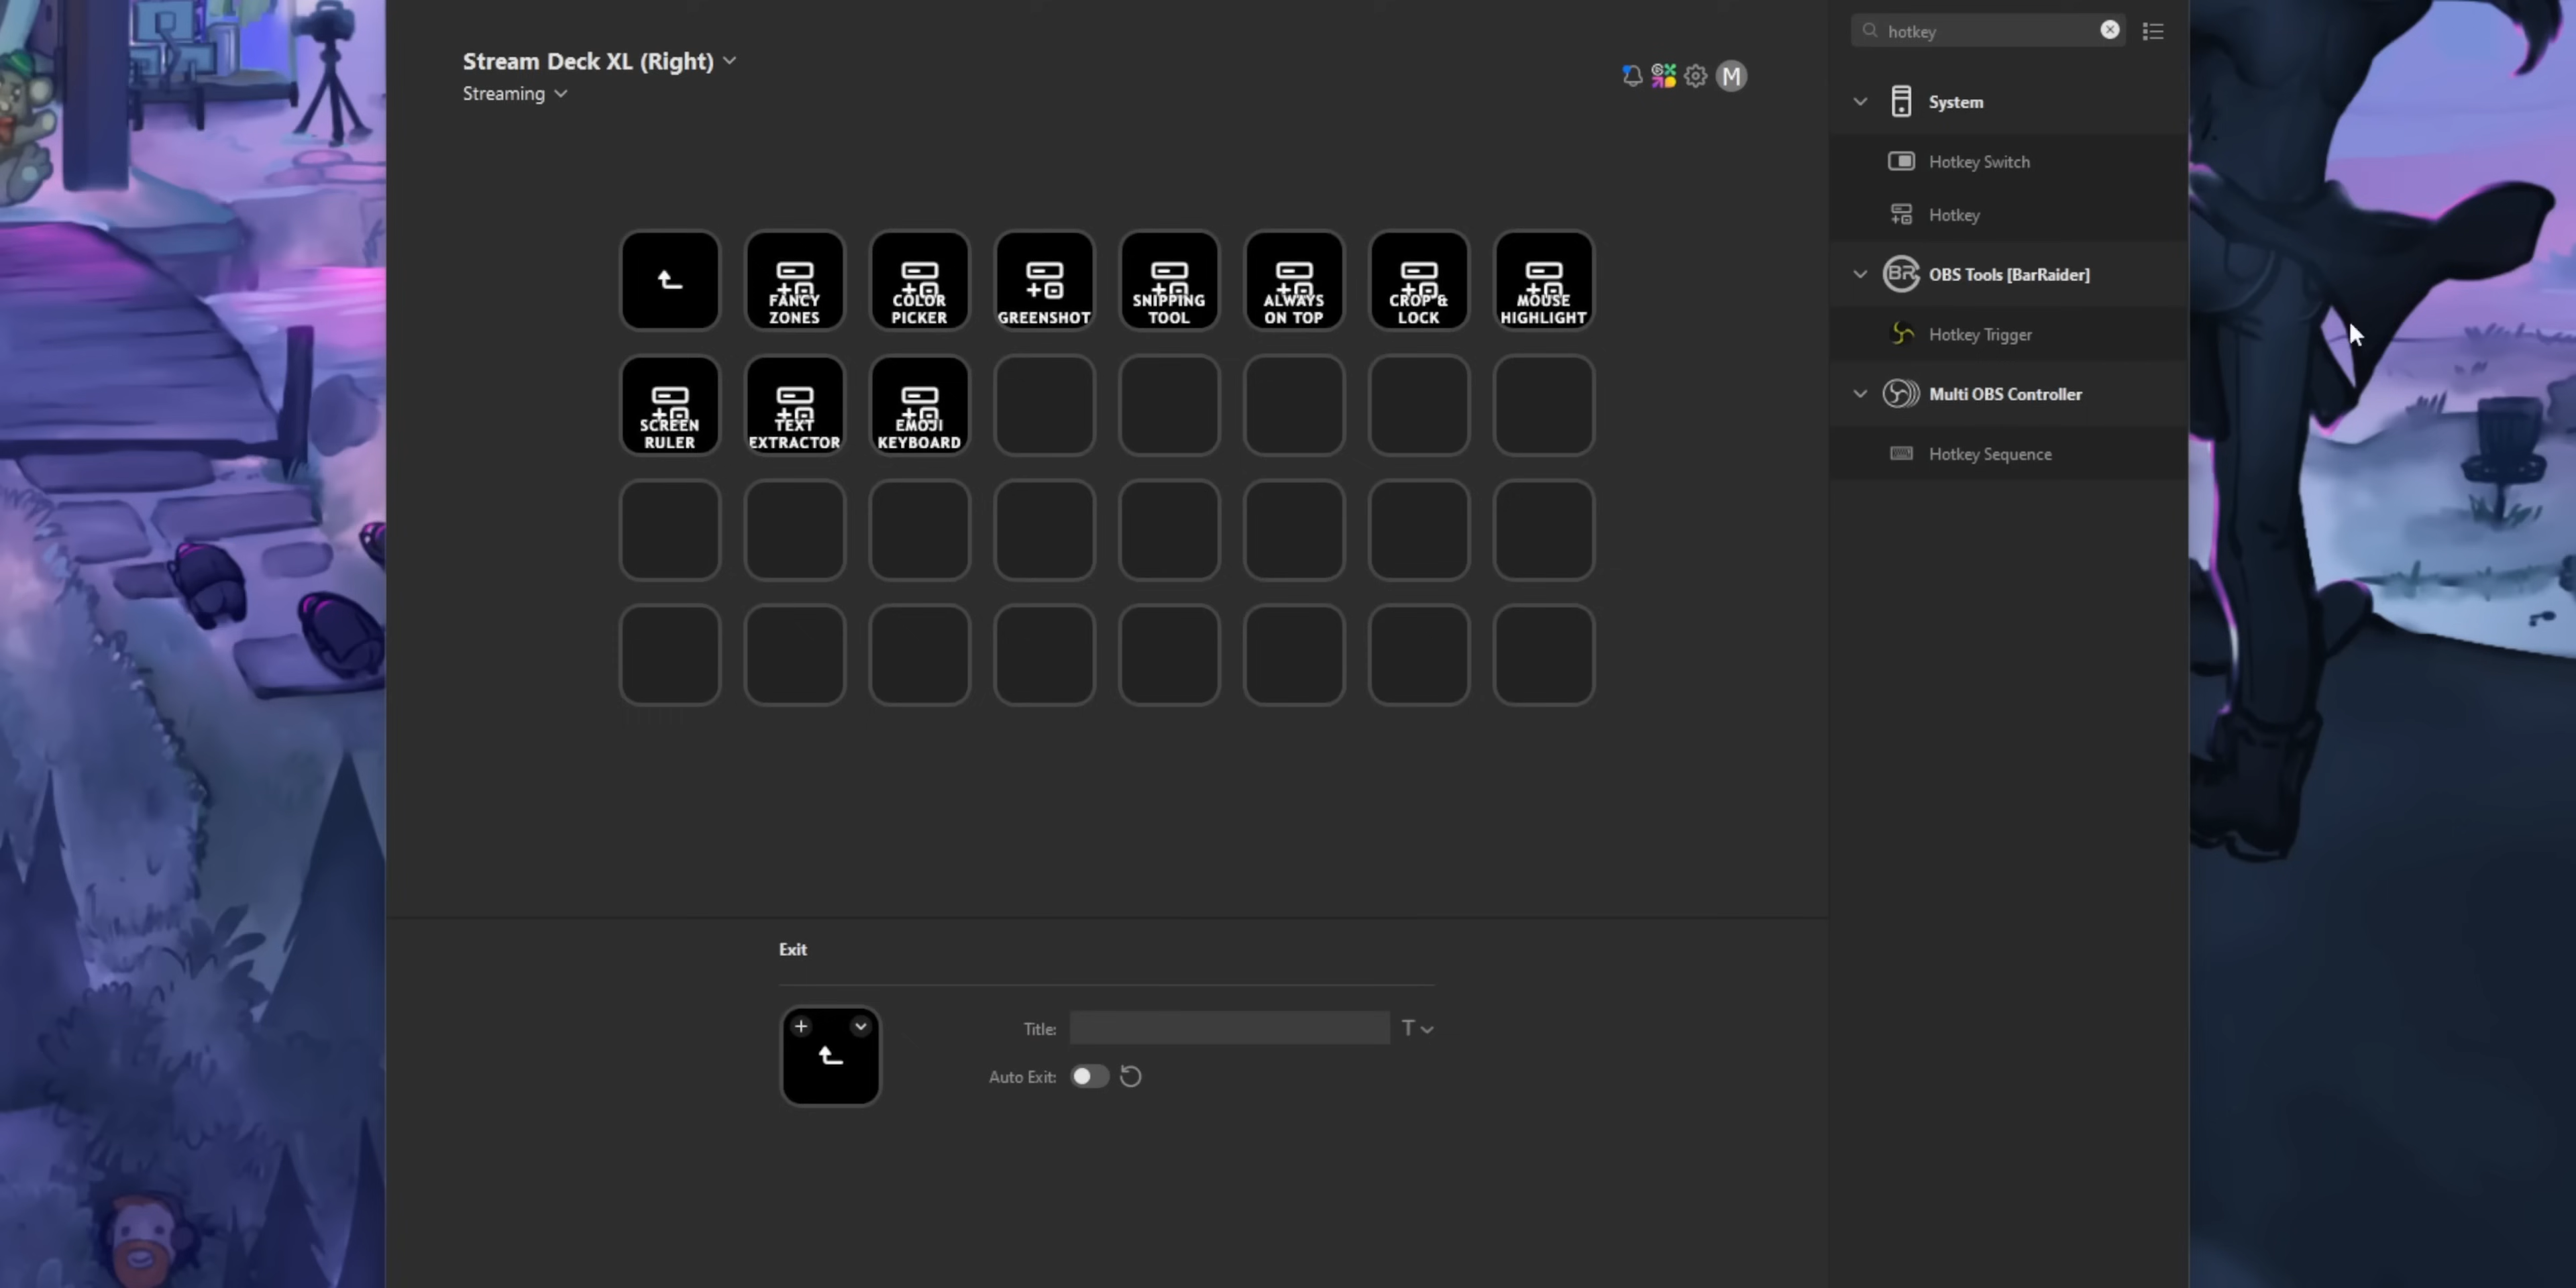 Stream Deck XL (Right)
Streaming
M
hotkey
System
Hotkey Switch
Hotkey
BR
OBS Tools [BarRaider]
Hotkey Trigger
Multi OBS Controller
Hotkey Sequence
FANCY
ZONES
COLOR
PICKER
GREENSHOT
SNIPPING
TOOL
ALWAYS
ON TOP
CROP &
LOCK
MOUSE
HIGHLIGHT
SCREEN
RULER
TEXT
EXTRACTOR
EMOJI
KEYBOARD
Exit
Title:
T
Auto Exit: